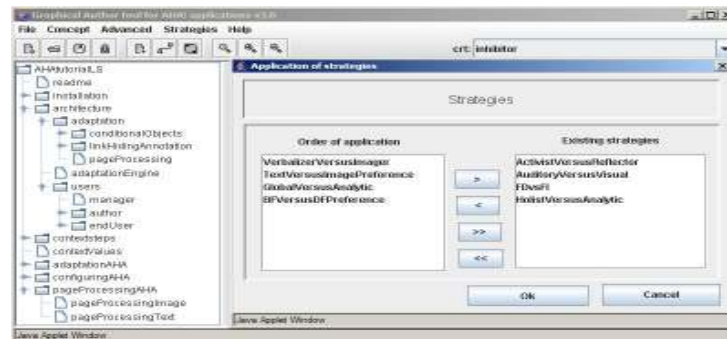 Graphical Author tool for AHA! applications v3.0
File Concept Advanced Strategies Help
crt: inhibitor
AHAtutorialLS
readme
installation
architecture
adaptation
conditionalObjects
linkHidingAnnotation
pageProcessing
adaptationEngine
users
manager
author
endUser
contextsteps
contextValues
adaptationAHA
configuringAHA
pageProcessingAHA
pageProcessingImage
pageProcessingText
Java Applet Window
Application of strategies
Strategies
Order of application
VerbalizerVersusImager
TextVersusImagePreference
GlobalVersusAnalytic
BFVersusDFPreference
>
<
>>
<<
Existing strategies
ActivistVersusReflector
AuditoryVersusVisual
FDvsFI
HolistVersusAnalytic
Ok Cancel
Java Applet Window